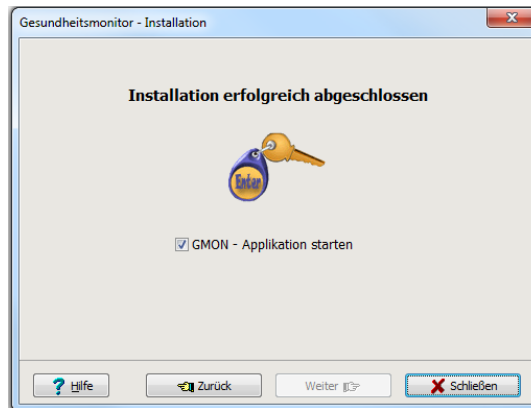 Gesundheitsmonitor - Installation
Installation erfolgreich abgeschlossen
Enter
GMON - Applikation starten
Hilfe
Zurück
Weiter
Schließen